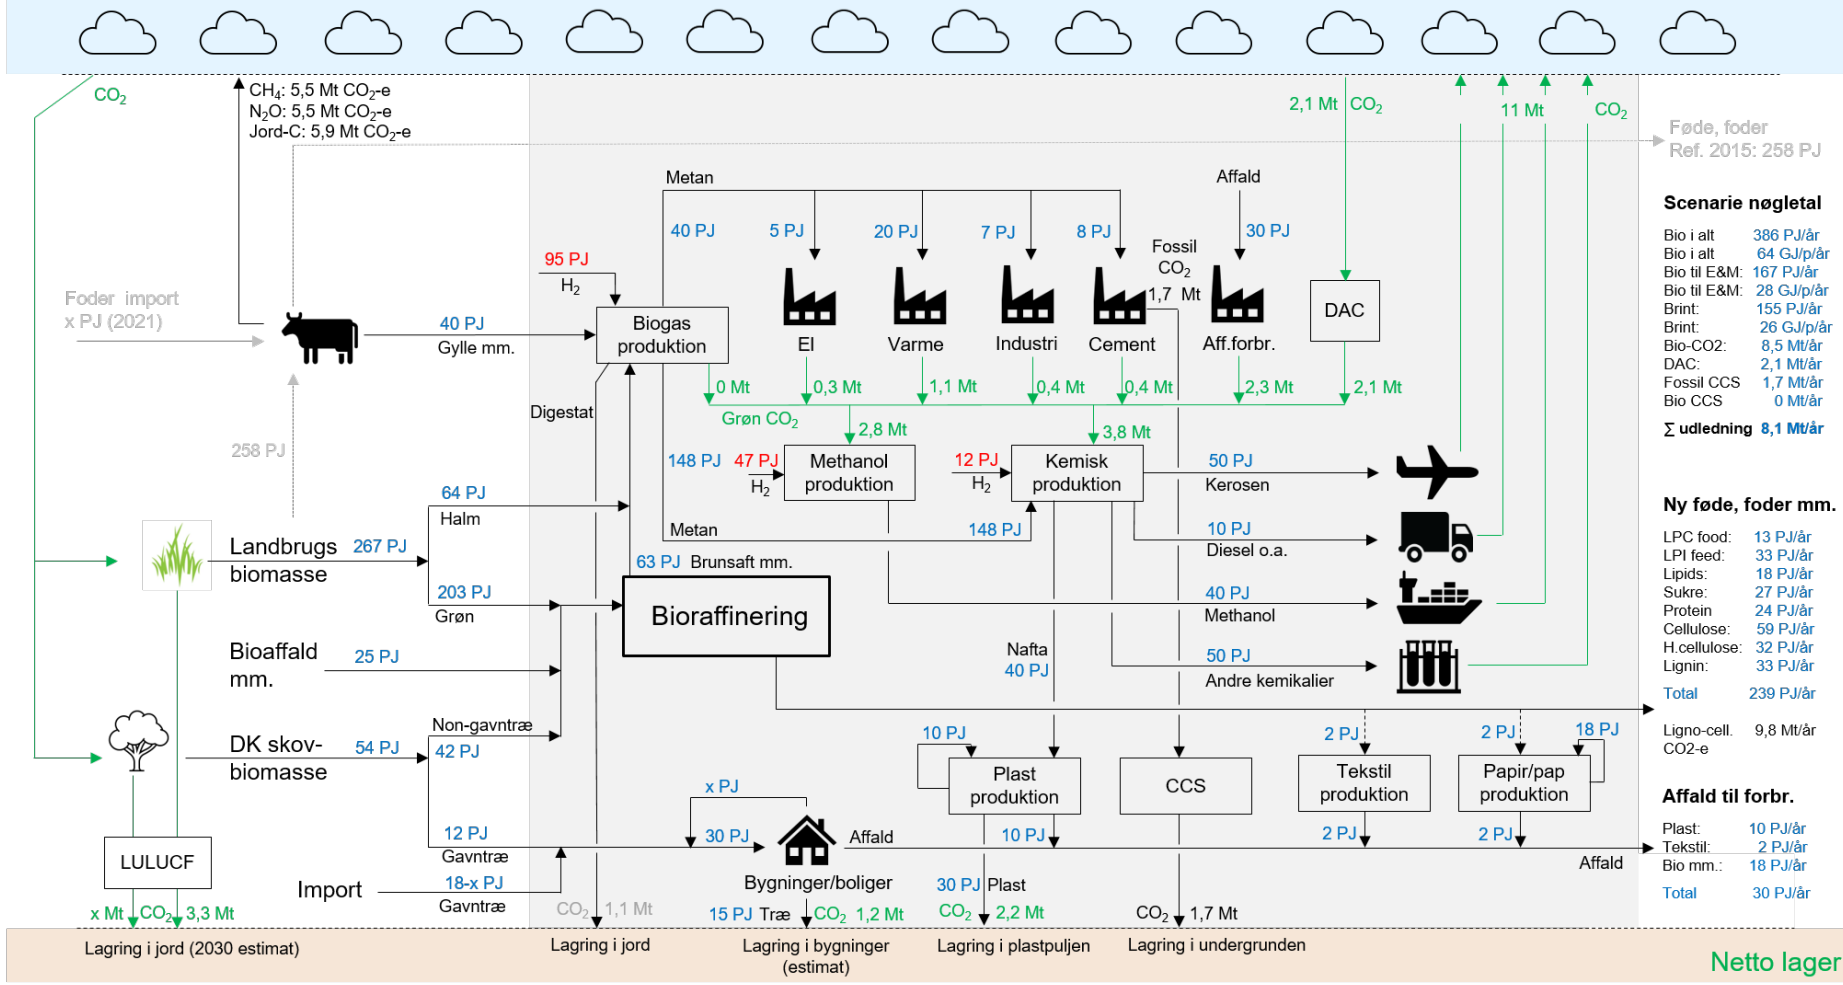 CO2
CH4: 5,5 Mt CO2-e
N2O: 5,5 Mt CO2-e
Jord-C: 5,9 Mt CO2-e
2,1 Mt CO2
11 Mt
CO2
Føde, foder
Ref. 2015: 258 PJ
Metan
Affald
40 PJ
5 PJ
20 PJ
7 PJ
8 PJ
30 PJ
Fossil
CO2
1,7 Mt
95 PJ
H2
Foder import
x PJ (2021)
40 PJ
Gylle mm.
Biogas
produktion
El
Varme
Industri
Cement
Aff.forbr.
DAC
0 Mt
0,3 Mt
1,1 Mt
0,4 Mt
0,4 Mt
2,3 Mt
2,1 Mt
Digestat
Grøn CO2
2,8 Mt
3,8 Mt
258 PJ
148 PJ
47 PJ
H2
Methanol
produktion
12 PJ
H2
Kemisk
produktion
50 PJ
Kerosen
64 PJ
Halm
Metan
148 PJ
10 PJ
Diesel o.a.
Landbrugs
biomasse
267 PJ
63 PJ Brunsaft mm.
203 PJ
Grøn
Bioraffinering
40 PJ
Methanol
Bioaffald
mm.
25 PJ
Nafta
40 PJ
50 PJ
Andre kemikalier
Non-gavntræ
42 PJ
DK skov-
biomasse
54 PJ
10 PJ
Plast
produktion
CCS
2 PJ
Tekstil
produktion
2 PJ
18 PJ
Papir/pap
produktion
x PJ
12 PJ
Gavntræ
30 PJ
Affald
10 PJ
2 PJ
2 PJ
Affald
LULUCF
Import
18-x PJ
Gavntræ
Bygninger/boliger
30 PJ Plast
x Mt CO2 3,3 Mt
CO2 1,1 Mt
15 PJ Træ CO2 1,2 Mt
CO2 2,2 Mt
CO2 1,7 Mt
Lagring i jord (2030 estimat)
Lagring i jord
Lagring i bygninger
(estimat)
Lagring i plastpuljen
Lagring i undergrunden
Netto lager
Scenarie nøgletal
Bio i alt 386 PJ/år
Bio i alt 64 GJ/p/år
Bio til E&M: 167 PJ/år
Bio til E&M: 28 GJ/p/år
Brint: 155 PJ/år
Brint: 26 GJ/p/år
Bio-CO2: 8,5 Mt/år
DAC: 2,1 Mt/år
Fossil CCS 1,7 Mt/år
Bio CCS 0 Mt/år
∑ udledning 8,1 Mt/år
Ny føde, foder mm.
LPC food: 13 PJ/år
LPI feed: 33 PJ/år
Lipids: 18 PJ/år
Sukre: 27 PJ/år
Protein 24 PJ/år
Cellulose: 59 PJ/år
H.cellulose: 32 PJ/år
Lignin: 33 PJ/år
Total 239 PJ/år
Ligno-cell. 9,8 Mt/år
CO2-e
Affald til forbr.
Plast: 10 PJ/år
Tekstil: 2 PJ/år
Bio mm.: 18 PJ/år
Total 30 PJ/år